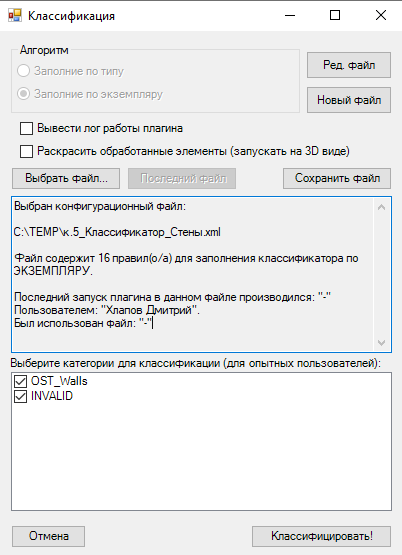 Классификация
Алгоритм
Заполние по типу
Заполние по экземпляру
Ред. файл
Новый файл
Вывести лог работы плагина
Раскрасить обработанные элементы (запускать на 3D виде)
Выбрать файл...
Последний файл
Сохранить файл
Выбран конфигурационный файл:
C:\TEMP\к.5_Классификатор_Стены.xml
Файл содержит 16 правил(о/а) для заполнения классификатора по
ЭКЗЕМПЛЯРУ.
Последний запуск плагина в данном файле производился: "-"
Пользователем: "Хлапов Дмитрий".
Был использован файл: "-"
Выберите категории для классификации (для опытных пользователей):
OST_Walls
INVALID
Отмена
Классифицировать!